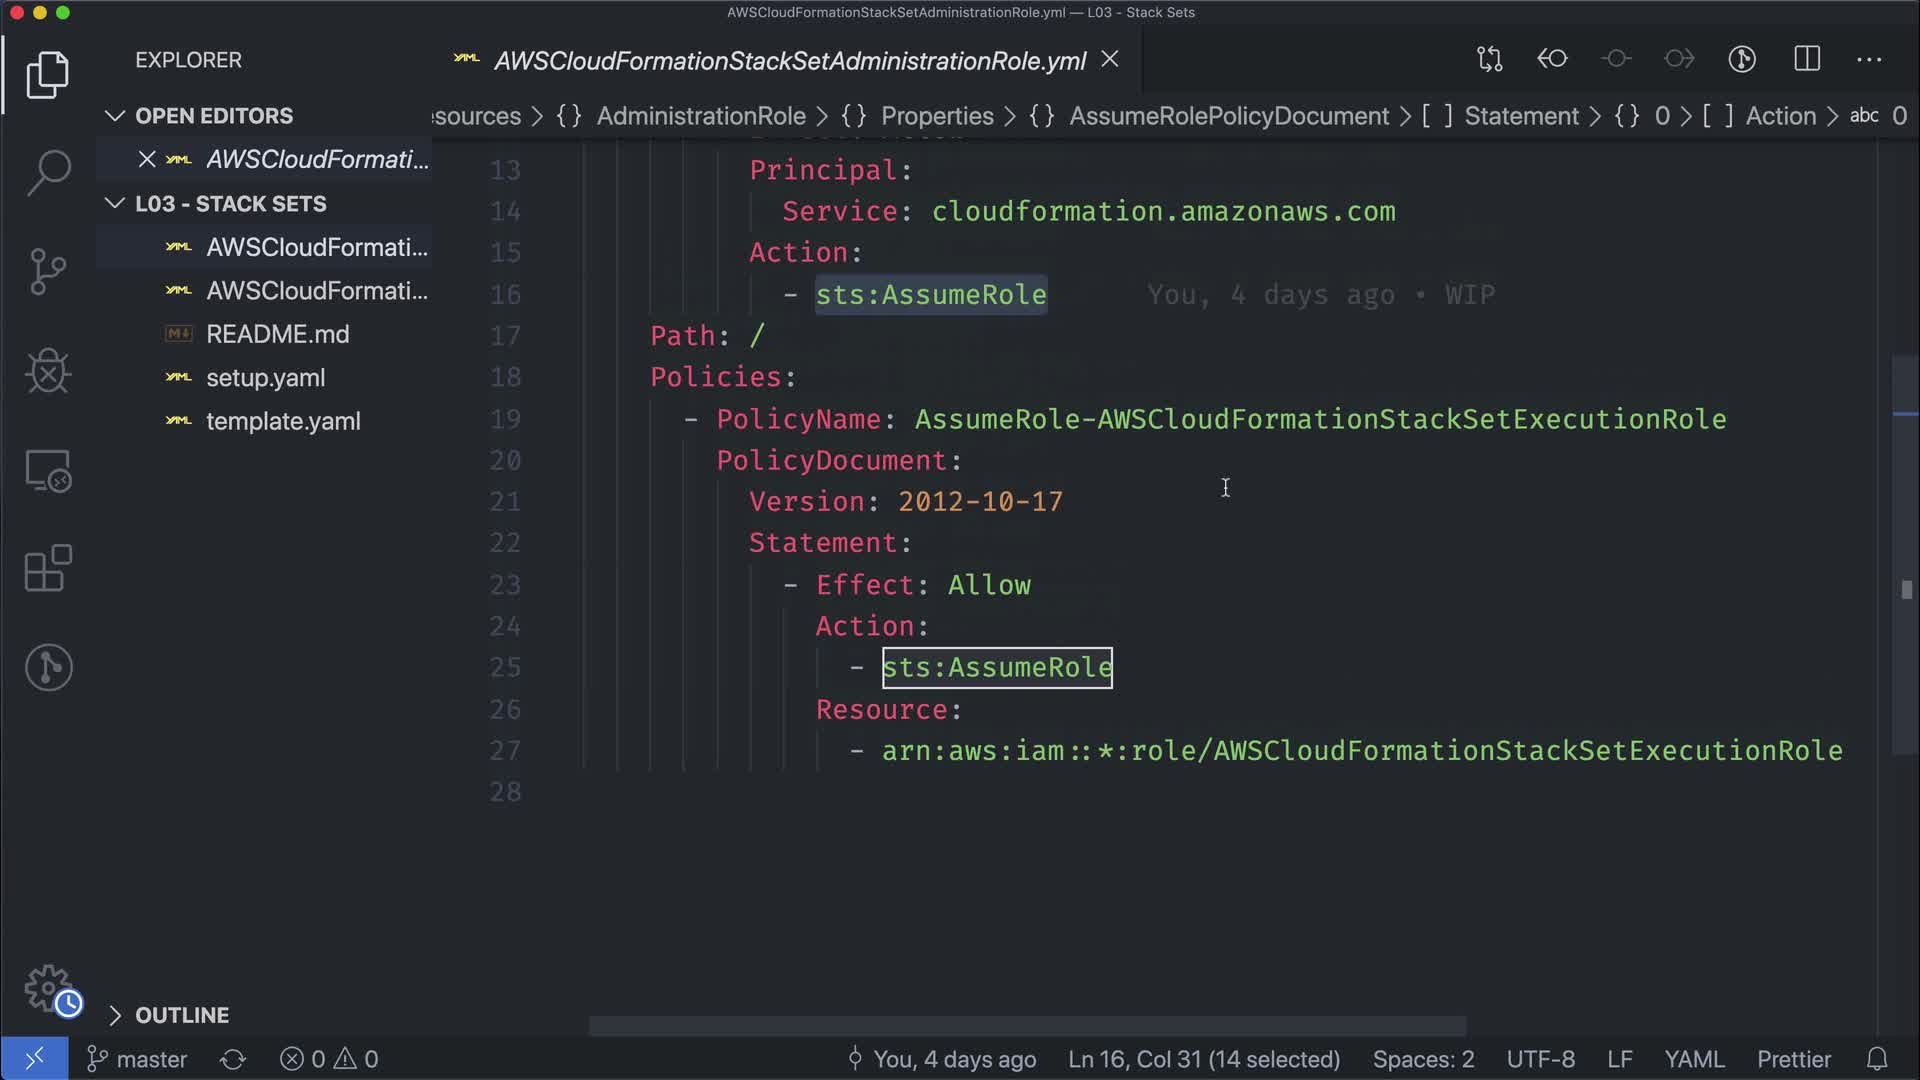 AWSCloudFormationStackSetAdministrationRole.yml — L03 - Stack Sets
EXPLORER
AWSCloudFormationStackSetAdministrationRole.yml
OPEN EDITORS
esources > {} AdministrationRole > {} Properties > {} AssumeRolePolicyDocument > [ ] Statement > {} 0 > [ ] Action > abc 0
AWSCloudFormati...
L03 - STACK SETS
AWSCloudFormati...
AWSCloudFormati...
README.md
setup.yaml
template.yaml
13 Principal:
14 Service: cloudformation.amazonaws.com
15 Action:
16 - sts:AssumeRole You, 4 days ago • WIP
17 Path: /
18 Policies:
19 - PolicyName: AssumeRole-AWSCloudFormationStackSetExecutionRole
20 PolicyDocument:
21 Version: 2012-10-17
22 Statement:
23 - Effect: Allow
24 Action:
25 - sts:AssumeRole
26 Resource:
27 - arn:aws:iam::*:role/AWSCloudFormationStackSetExecutionRole
28
OUTLINE
master 0 0 You, 4 days ago Ln 16, Col 31 (14 selected) Spaces: 2 UTF-8 LF YAML Prettier